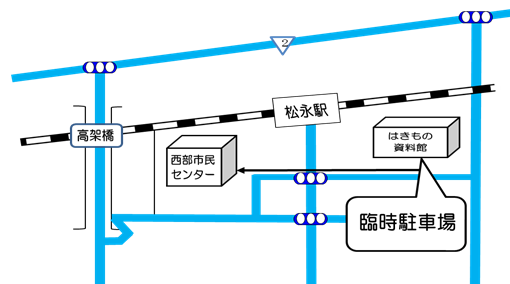 2
松永駅
高架橋
はきもの
資料館
西部市民
センター
臨時駐車場